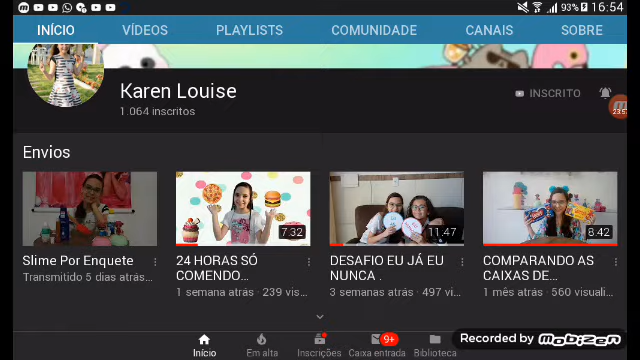 93% 16:54
INÍCIO VÍDEOS PLAYLISTS COMUNIDADE CANAIS SOBRE
Karen Louise
1.064 inscritos
INSCRITO
23:57
Envios
7:32
11:47
8:42
Slime Por Enquete
Transmitido 5 dias atrás...
24 HORAS SÓ
COMENDO...
1 semana atrás · 239 vis...
DESAFIO EU JÁ EU
NUNCA .
3 semanas atrás · 497 vi...
COMPARANDO AS
CAIXAS DE...
1 mês atrás · 560 visuali...
9+
Início Em alta Inscrições Caixa entrada Biblioteca
Recorded by MOBIZEN